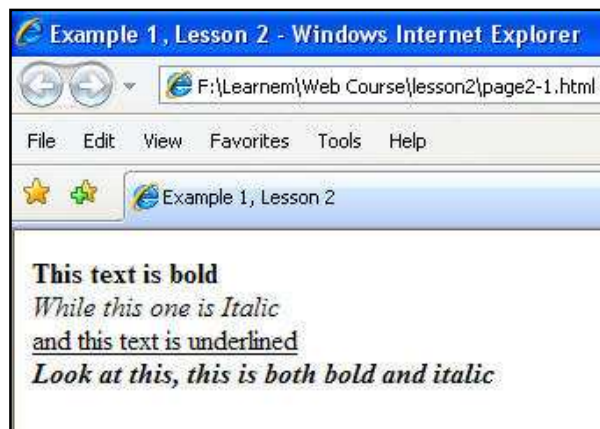 Example 1, Lesson 2 - Windows Internet Explorer
F:\Learnem\Web Course\lesson2\page2-1.html
File Edit View Favorites Tools Help
Example 1, Lesson 2
This text is bold
While this one is Italic
and this text is underlined
Look at this, this is both bold and italic